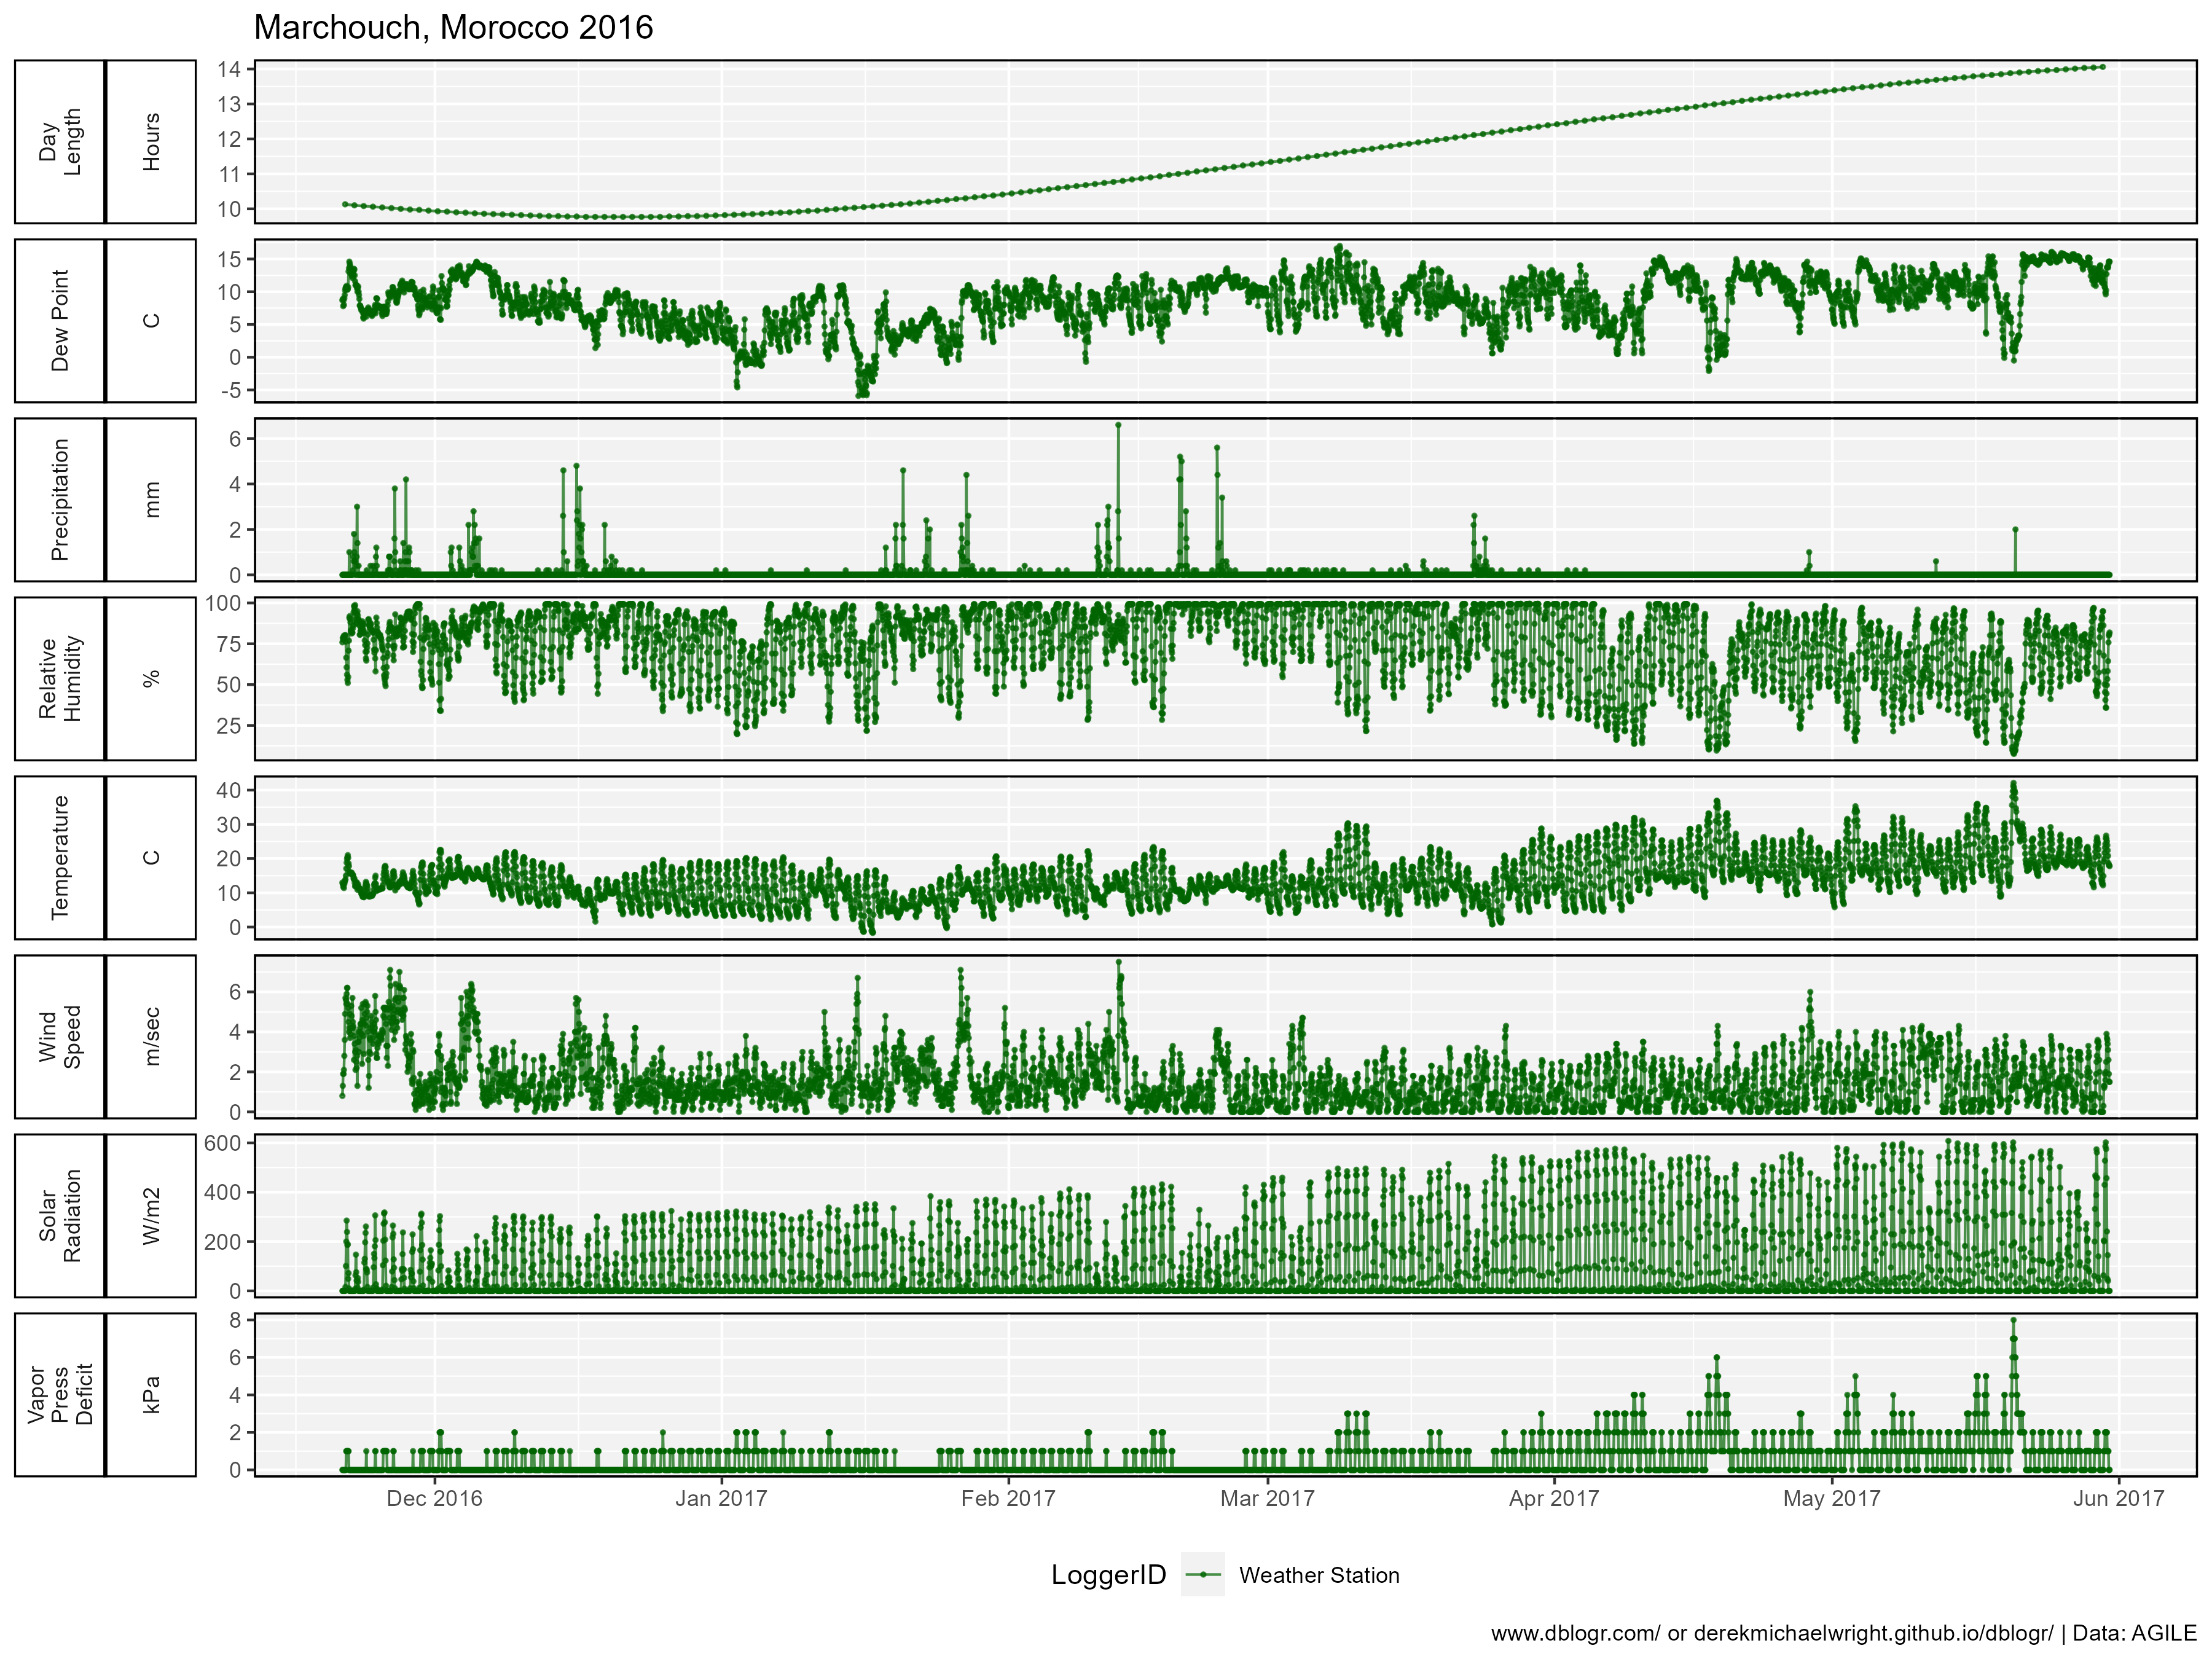 Marchouch, Morocco 2016
Day
Length
Hours
14
13
12
11
10
Dew Point
C
15
10
5
0
-5
Precipitation
mm
6
4
2
0
Relative
Humidity
%
100
75
50
25
Temperature
C
40
30
20
10
0
Wind
Speed
m/sec
6
4
2
0
Solar
Radiation
W/m2
600
400
200
0
Vapor
Press
Deficit
kPa
8
6
4
2
0
Dec 2016
Jan 2017
Feb 2017
Mar 2017
Apr 2017
May 2017
Jun 2017
LoggerID
Weather Station
www.dblogr.com/ or derekmichaelwright.github.io/dblogr/ | Data: AGILE